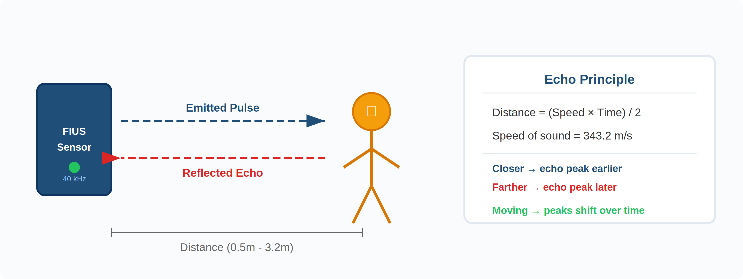 FIUS
Sensor
40 KHz
Emitted Pulse
Reflected Echo
Distance (0.5m - 3.2m)
Echo Principle
Distance = (Speed × Time) / 2
Speed of sound = 343.2 m/s
Closer → echo peak earlier
Farther → echo peak later
Moving → peaks shift over time